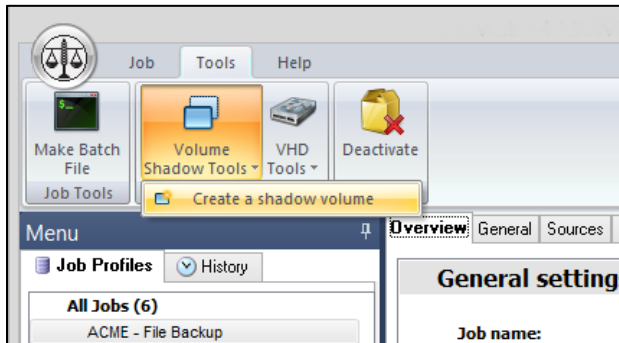 Job Tools Help
$_
Make Batch File
Volume Shadow Tools
VHD Tools
Deactivate
Job Tools
Create a shadow volume
Menu
Overview General Sources
Job Profiles History
General setting
All Jobs (6)
ACME - File Backup
Job name: